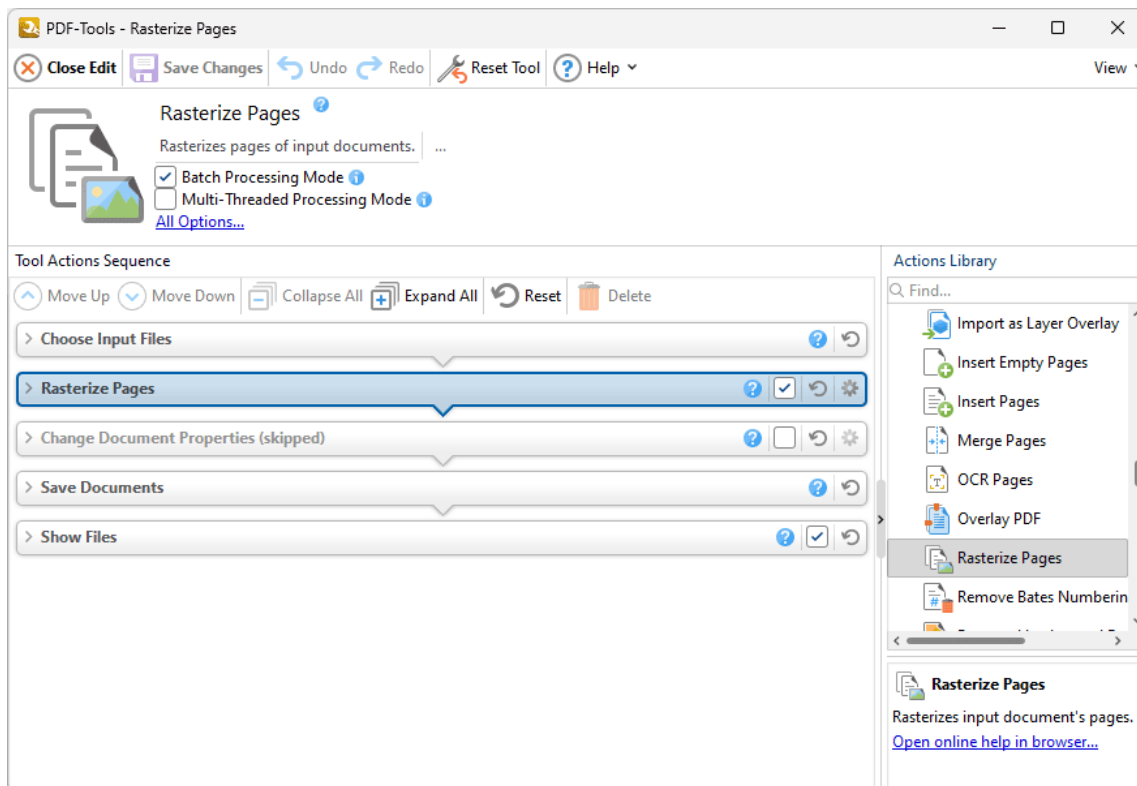 PDF-Tools - Rasterize Pages
Close Edit Save Changes Undo Redo Reset Tool ? Help View
Rasterize Pages ?
Rasterizes pages of input documents. ...
Batch Processing Mode i
Multi-Threaded Processing Mode i
All Options...
Tool Actions Sequence
Move Up Move Down Collapse All Expand All Reset Delete
Choose Input Files ?
Rasterize Pages ?
Change Document Properties (skipped) ?
Save Documents ?
Show Files ?
Actions Library
Find...
Import as Layer Overlay
Insert Empty Pages
Insert Pages
Merge Pages
OCR Pages
Overlay PDF
Rasterize Pages
Remove Bates Numberin
Rasterize Pages
Rasterizes input document's pages.
Open online help in browser...